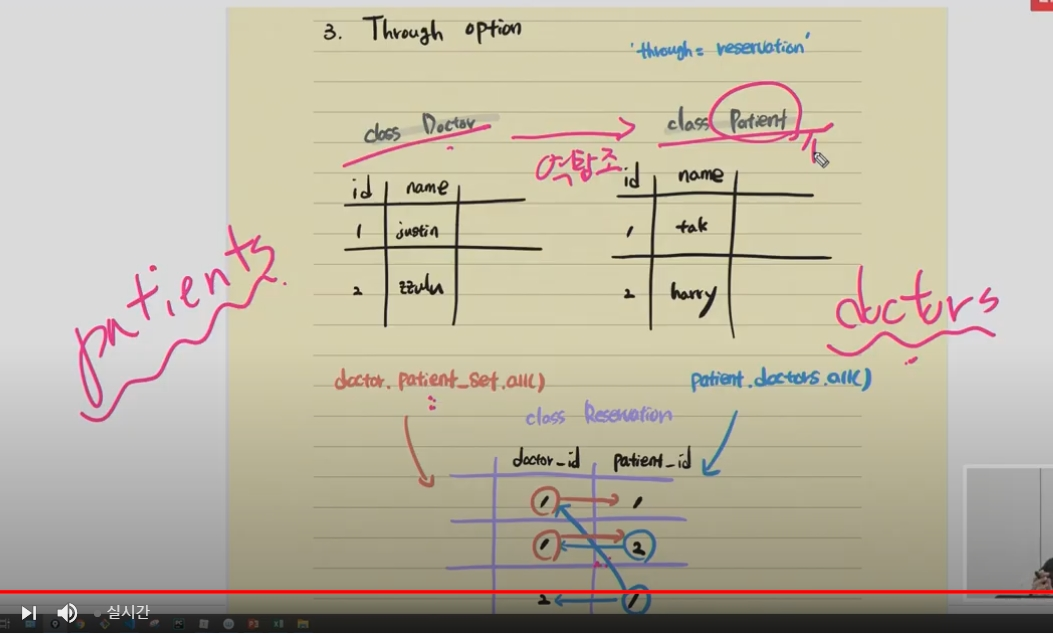 3. Through option
'through= reservation'
class Doctor
class Patient
역참조
id name
1 justin
2 zzulu
id name
1 tak
2 harry
patients
doctors
doctor.patient_set.all()
patient.doctors.all()
class Reservation
doctor_id patient_id
1 1
1 2
2 1
실시간